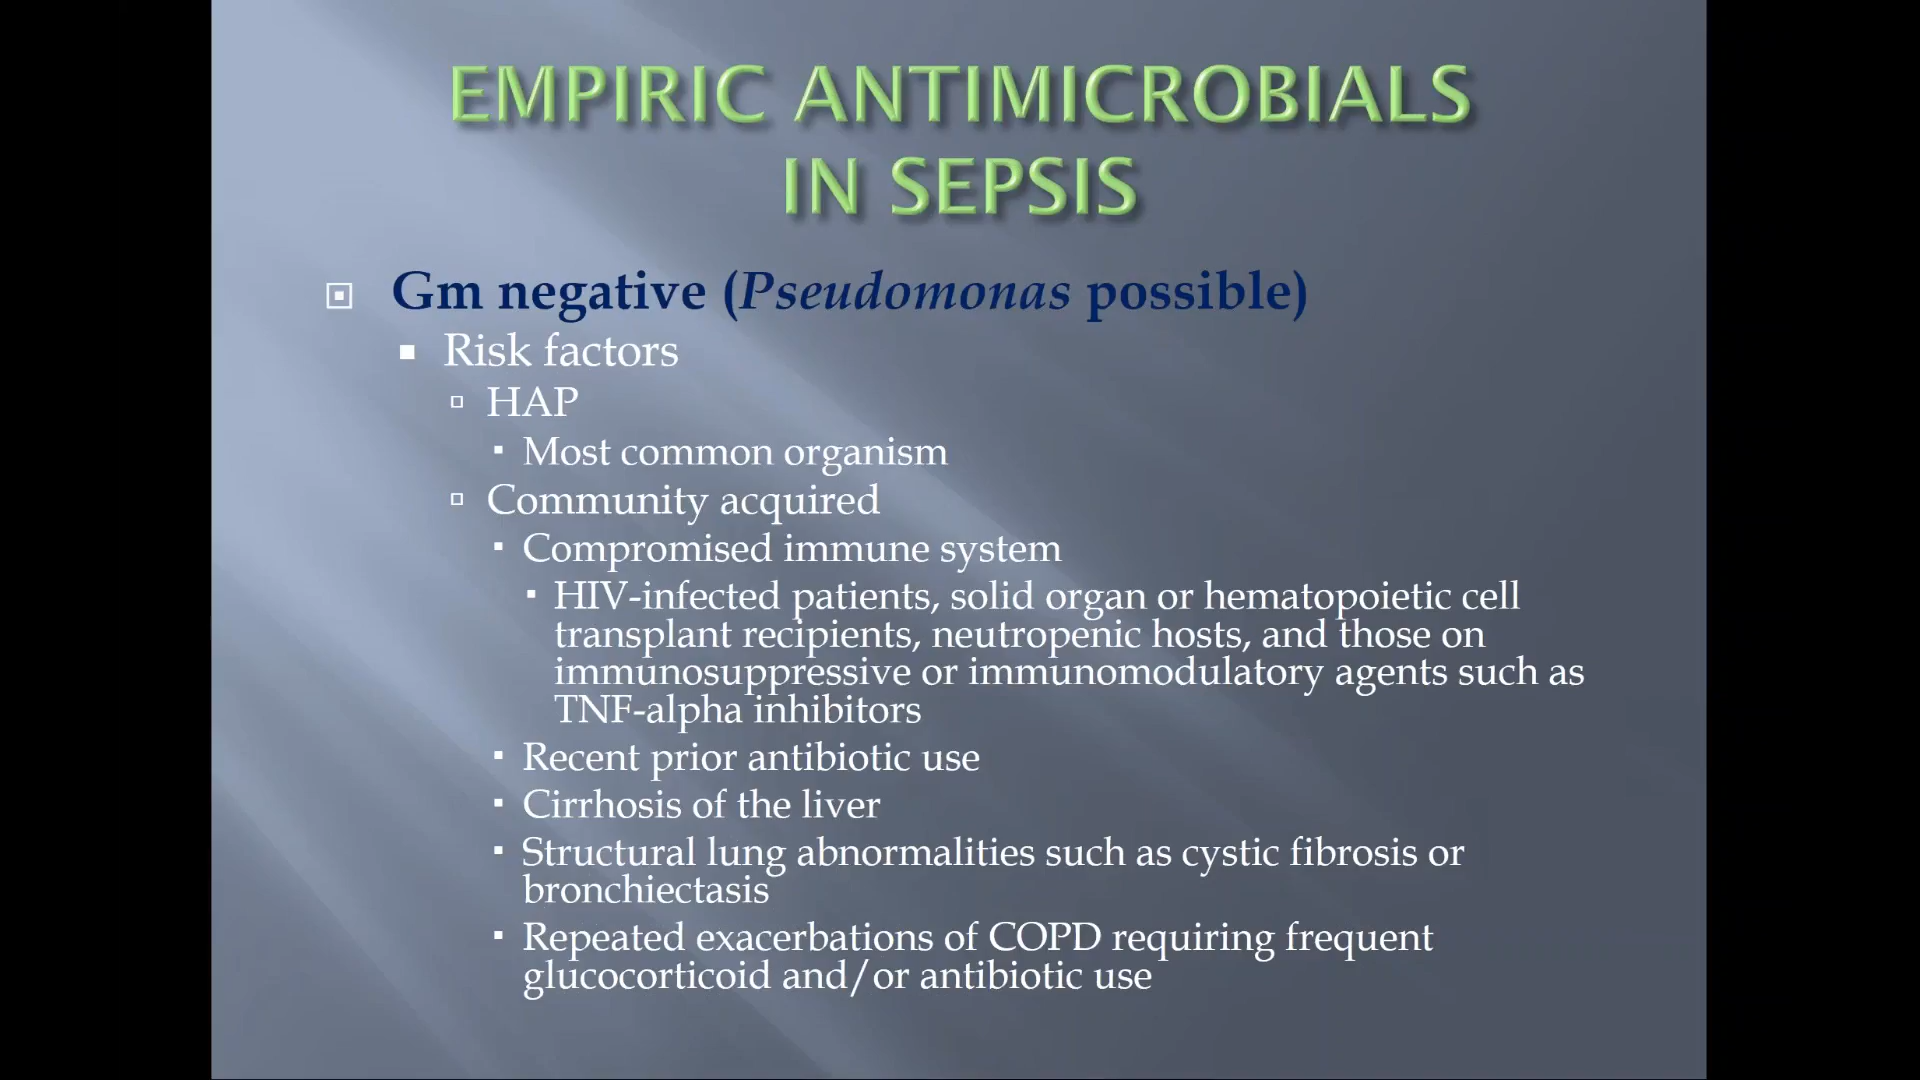 EMPIRIC ANTIMICROBIALS
IN SEPSIS
Gm negative (Pseudomonas possible)
Risk factors
HAP
Most common organism
Community acquired
Compromised immune system
HIV-infected patients, solid organ or hematopoietic cell
transplant recipients, neutropenic hosts, and those on
immunosuppressive or immunomodulatory agents such as
TNF-alpha inhibitors
Recent prior antibiotic use
Cirrhosis of the liver
Structural lung abnormalities such as cystic fibrosis or
bronchiectasis
Repeated exacerbations of COPD requiring frequent
glucocorticoid and/or antibiotic use